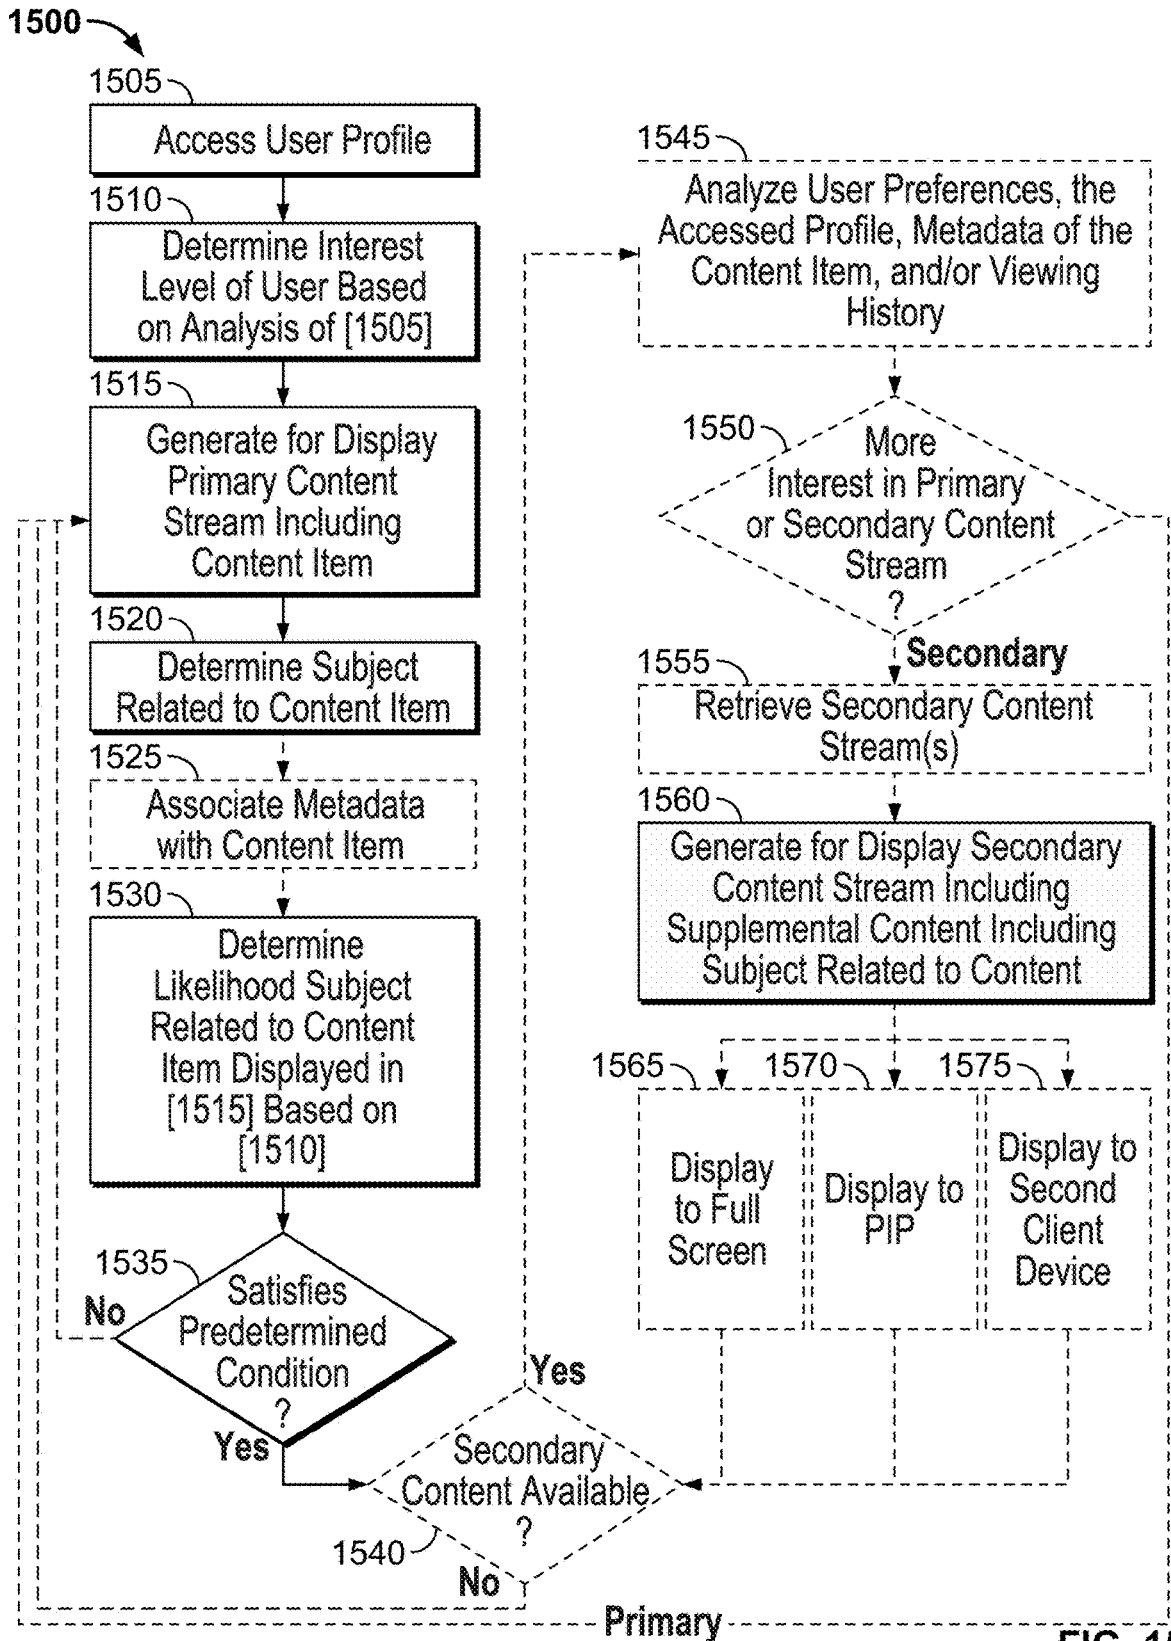 1500
1505
Access User Profile
1510
Determine Interest
Level of User Based
on Analysis of [1505]
1515
Generate for Display
Primary Content
Stream Including
Content Item
1520
Determine Subject
Related to Content Item
1525
Associate Metadata
with Content Item
1530
Determine
Likelihood Subject
Related to Content
Item Displayed in
[1515] Based on
[1510]
1535
Satisfies
Predetermined
Condition
?
No
Yes
Secondary
Content Available
?
1540
Yes
No
1545
Analyze User Preferences, the
Accessed Profile, Metadata of the
Content Item, and/or Viewing
History
1550
More
Interest in Primary
or Secondary Content
Stream
?
Secondary
1555
Retrieve Secondary Content
Stream(s)
1560
Generate for Display Secondary
Content Stream Including
Supplemental Content Including
Subject Related to Content
1565
Display
to Full
Screen
1570
Display to
PIP
1575
Display to
Second
Client
Device
Primary
FIG.